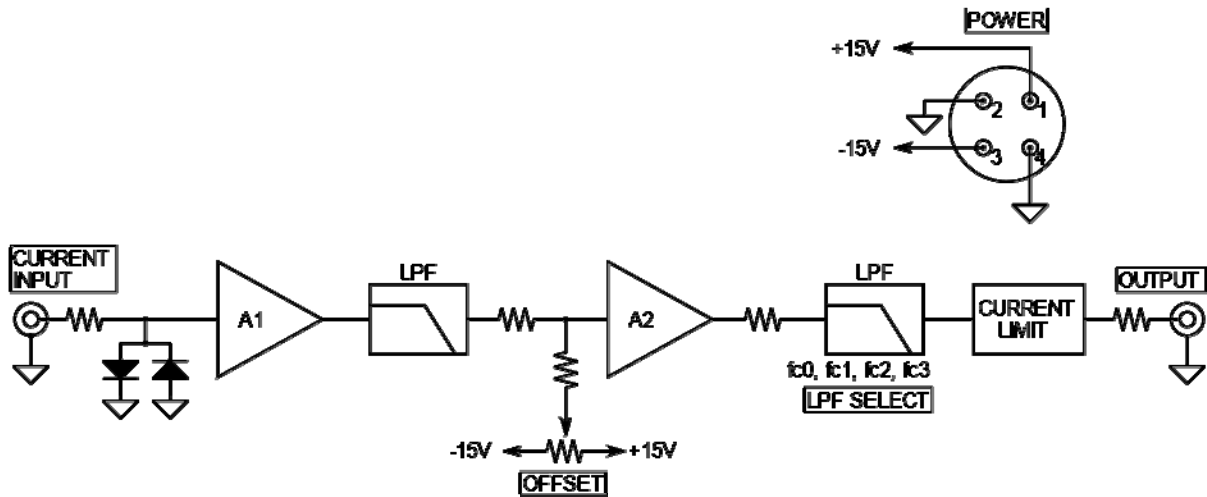 POWER
+15V
2
1
-15V
3
4
CURRENT
INPUT
A1
LPF
A2
LPF
fc0, fc1, fc2, fc3
LPF SELECT
CURRENT
LIMIT
OUTPUT
-15V
+15V
OFFSET